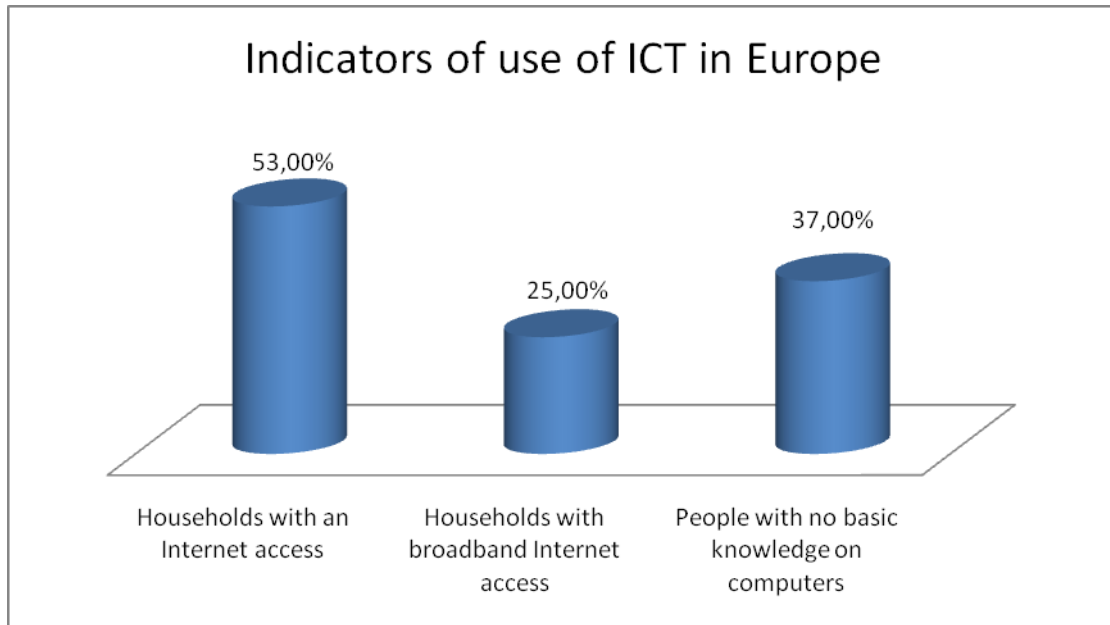 Indicators of use of ICT in Europe
53,00%
25,00%
37,00%
Households with an
Internet access
Households with
broadband Internet
access
People with no basic
knowledge on
computers